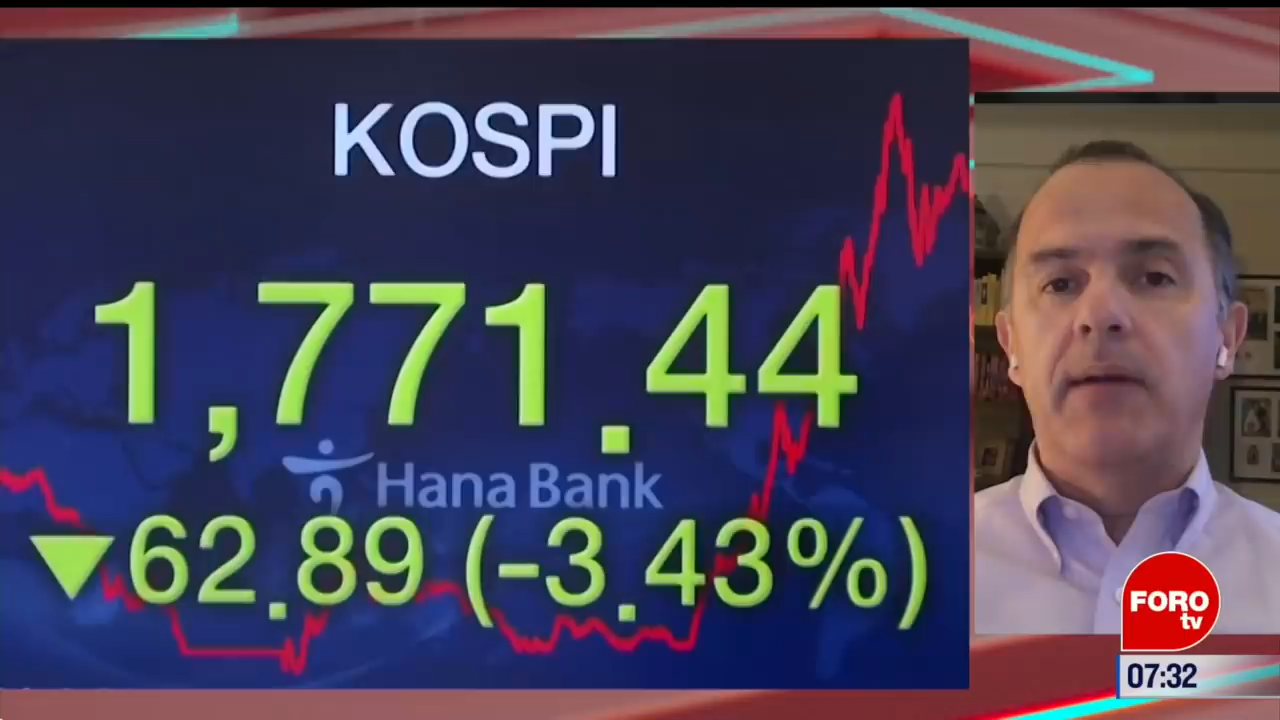 KOSPI
1,771.44
Hana Bank
▼62.89 (-3.43%)
FORO
tv
07:32